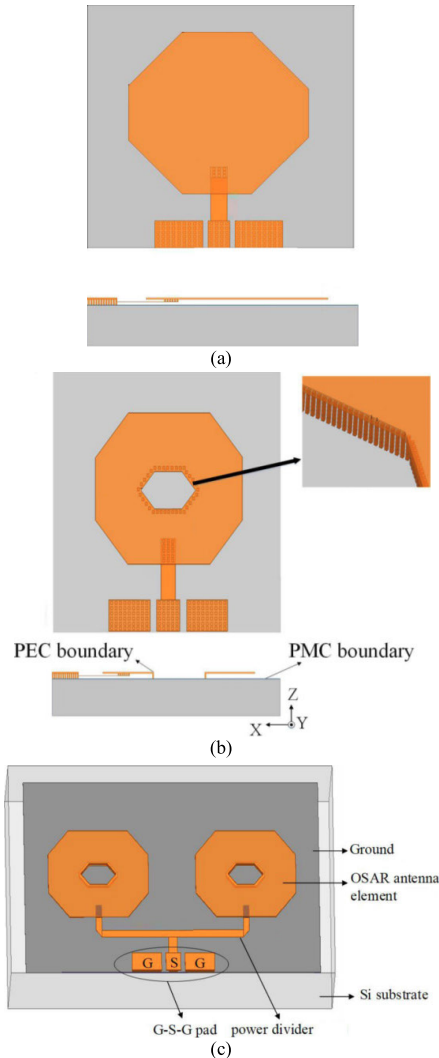 (a)
PEC boundary
PMC boundary
Z
X
Y
(b)
Ground
OSAR antenna
element
G S G
Si substrate
G-S-G pad
power divider
(c)